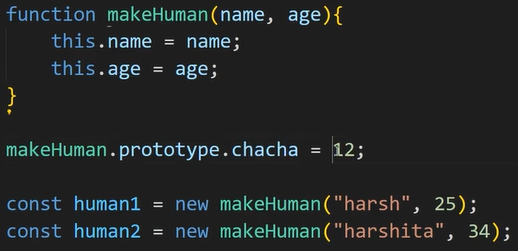 function makeHuman(name, age){
    this.name = name;
    this.age = age;
}
makeHuman.prototype.chacha = 12;
const human1 = new makeHuman("harsh", 25);
const human2 = new makeHuman("harshita", 34);